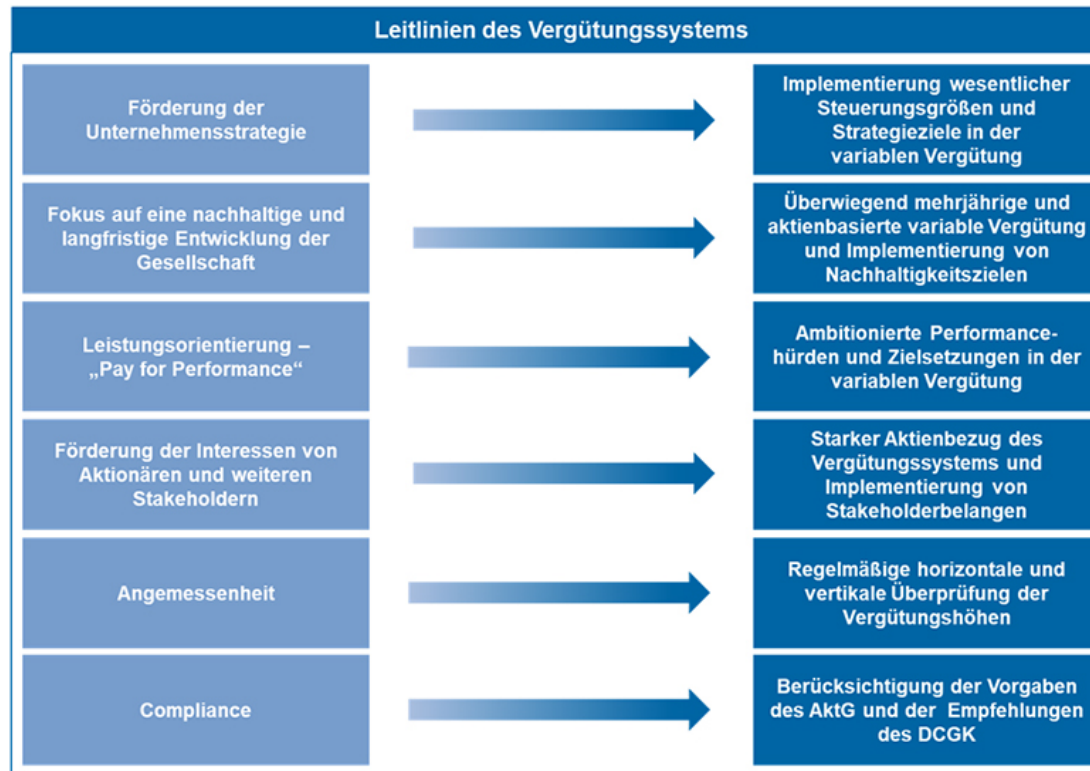 Leitlinien des Vergütungssystems
Förderung der
Unternehmensstrategie
Implementierung wesentlicher
Steuerungsgrößen und
Strategieziele in der
variablen Vergütung
Fokus auf eine nachhaltige und
langfristige Entwicklung der
Gesellschaft
Überwiegend mehrjährige und
aktienbasierte variable Vergütung
und Implementierung von
Nachhaltigkeitszielen
Leistungsorientierung –
„Pay for Performance“
Ambitionierte Performance-
hürden und Zielsetzungen in der
variablen Vergütung
Förderung der Interessen von
Aktionären und weiteren
Stakeholdern
Starker Aktienbezug des
Vergütungssystems und
Implementierung von
Stakeholderbelangen
Angemessenheit
Regelmäßige horizontale und
vertikale Überprüfung der
Vergütungshöhen
Compliance
Berücksichtigung der Vorgaben
des AktG und der Empfehlungen
des DCGK